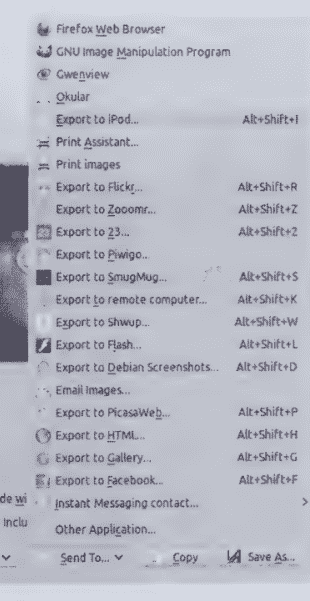 Firefox Web Browser
GNU Image Manipulation Program
Gwenview
Okular
Export to iPod... Alt+Shift+I
Print Assistant...
Print images
Export to Flickr... Alt+Shift+R
Export to Zooomr... Alt+Shift+Z
Export to 23... Alt+Shift+2
Export to Piwigo...
Export to SmugMug... Alt+Shift+S
Export to remote computer... Alt+Shift+K
Export to Shwup... Alt+Shift+W
Export to Flash... Alt+Shift+L
Export to Debian Screenshots... Alt+Shift+D
Email Images...
Export to PicasaWeb... Alt+Shift+P
Export to HTML... Alt+Shift+H
Export to Gallery... Alt+Shift+G
Export to Facebook... Alt+Shift+F
de wi Instant Messaging contact...
Inclu Other Application...
Send To... Copy Save As...